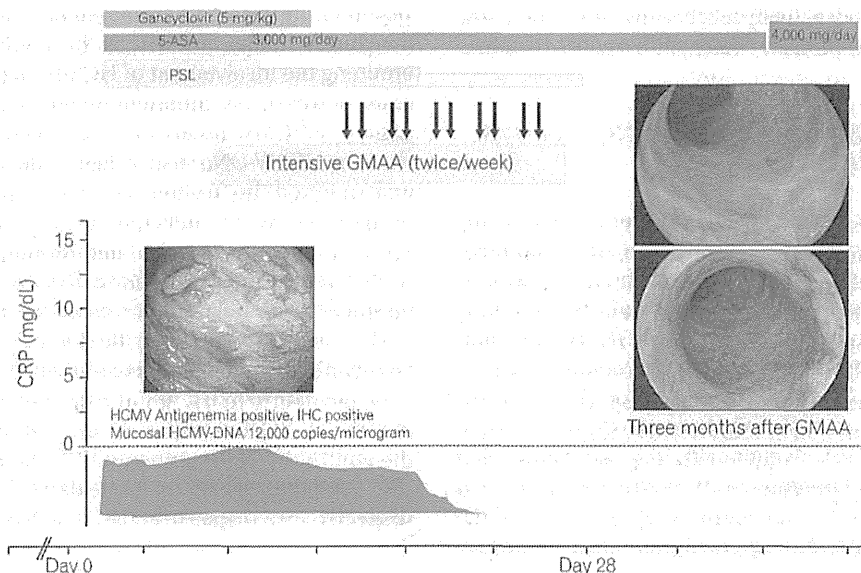 Gancyclovir (5 mg/kg)
5-ASA 3,000 mg/day
4,000 mg/day
PSL
Intensive GMAA (twice/week)
15
10
5
0
CRP (mg/dL)
HCMV Antigenemia positive, IHC positive
Mucosal HCMV-DNA 12,000 copies/microgram
Three months after GMAA
Day 0
Day 28